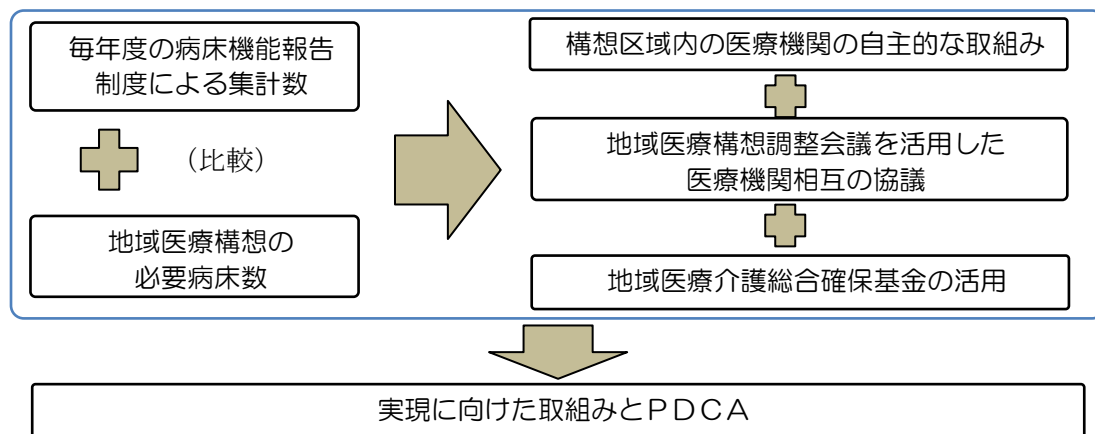 毎年度の病床機能報告
制度による集計数
（比較）
地域医療構想の
必要病床数
構想区域内の医療機関の自主的な取組み
地域医療構想調整会議を活用した
医療機関相互の協議
地域医療介護総合確保基金の活用
実現に向けた取組みとＰＤＣＡ